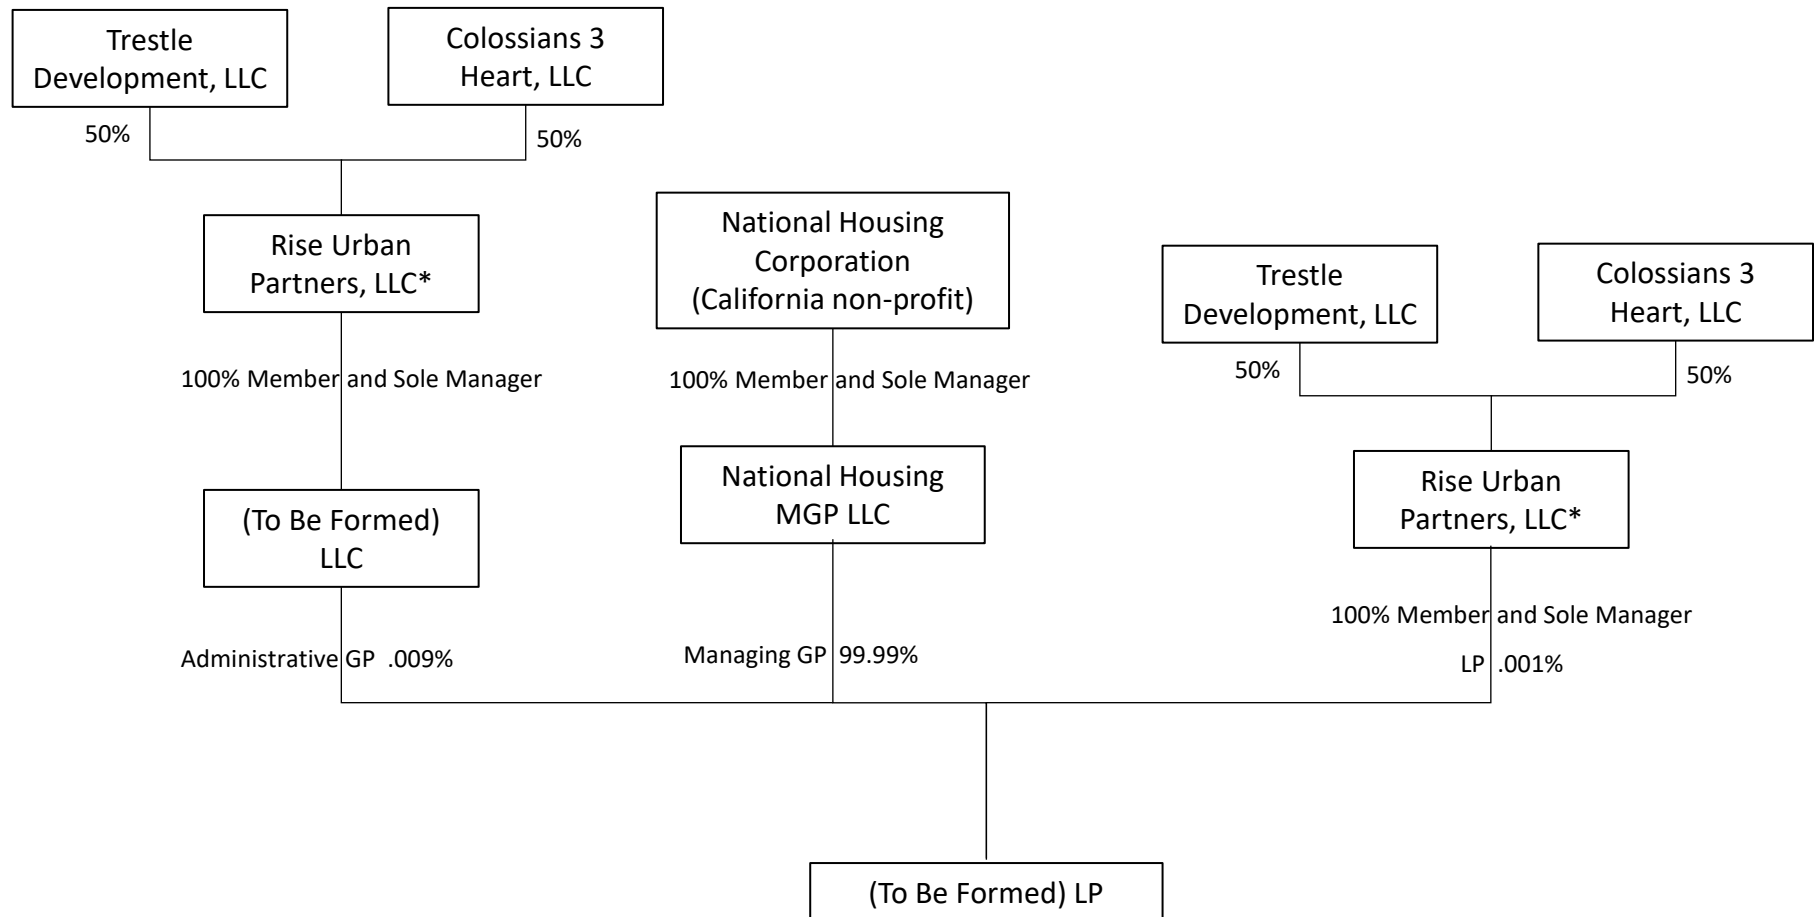 Trestle
Development, LLC
Colossians 3
Heart, LLC
50%
50%
Rise Urban
Partners, LLC*
National Housing
Corporation
(California non-profit)
Trestle
Development, LLC
Colossians 3
Heart, LLC
100% Member and Sole Manager
100% Member and Sole Manager
50%
50%
(To Be Formed)
LLC
National Housing
MGP LLC
Rise Urban
Partners, LLC*
100% Member and Sole Manager
Administrative GP .009%
Managing GP 99.99%
LP .001%
(To Be Formed) LP